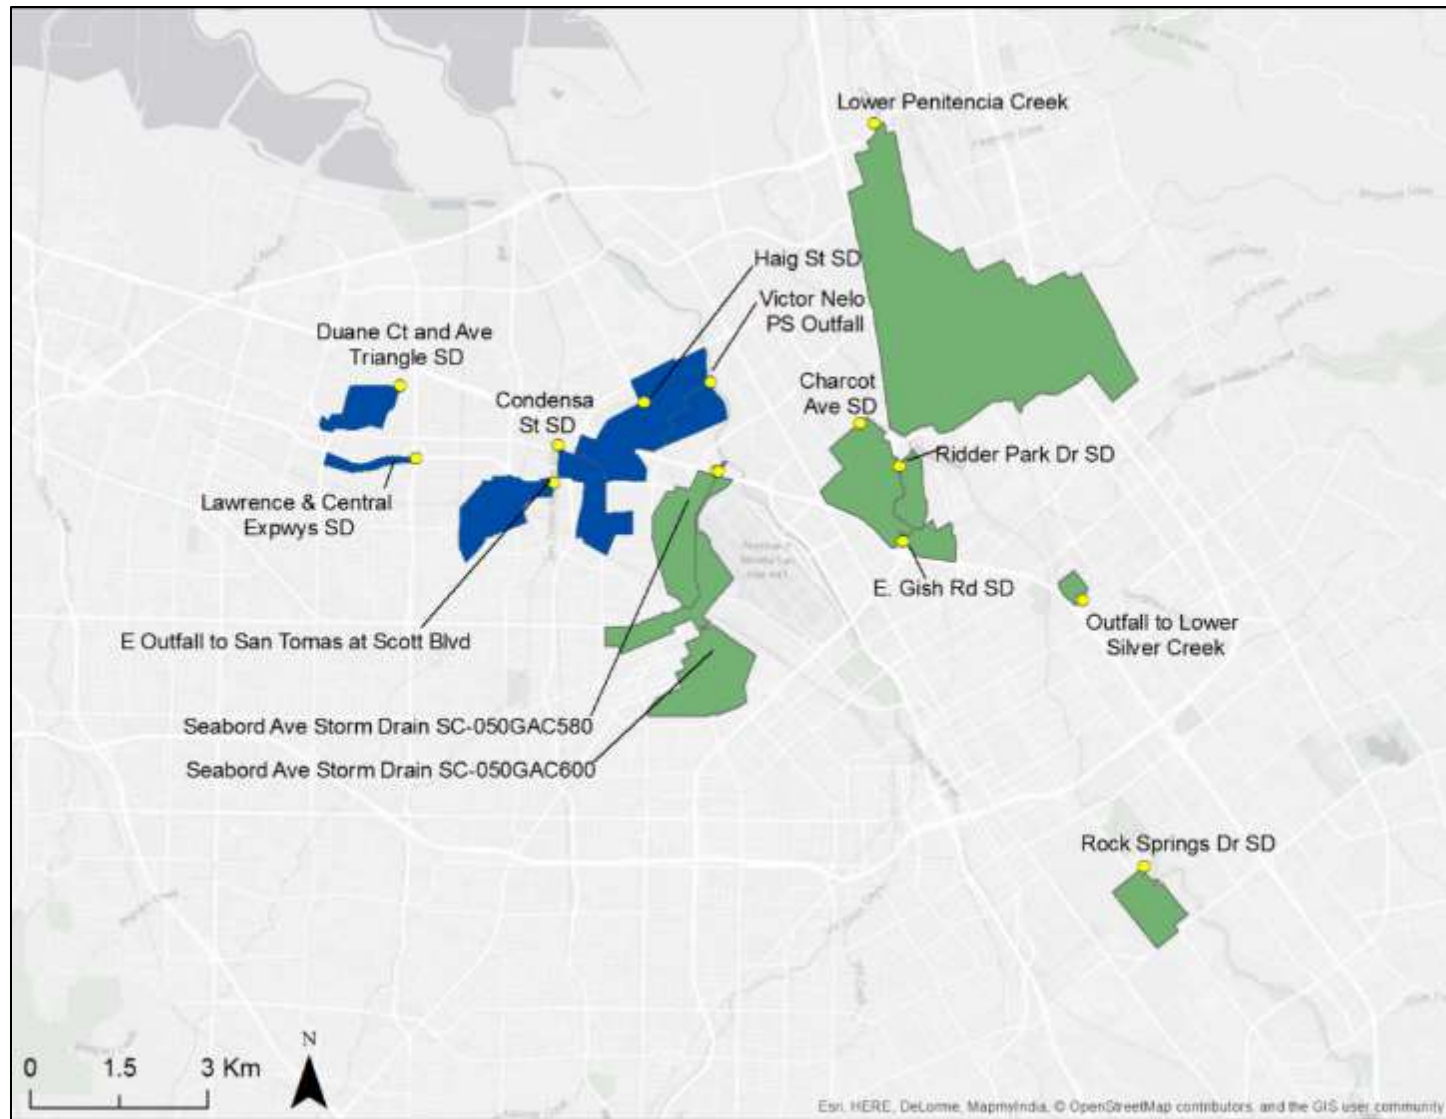 Lower Penitencia Creek
Haig St SD
Victor Nelo
PS Outfall
Duane Ct and Ave
Triangle SD
Charcot
Ave SD
Condensa
St SD
Ridder Park Dr SD
Lawrence & Central
Expwys SD
E. Gish Rd SD
Outfall to Lower
Silver Creek
E Outfall to San Tomas at Scott Blvd
Seabord Ave Storm Drain SC-050GAC580
Seabord Ave Storm Drain SC-050GAC600
Rock Springs Dr SD
N
0 1.5 3 Km
Esri, HERE, DeLorme, MapmyIndia, © OpenStreetMap contributors, and the GIS user community